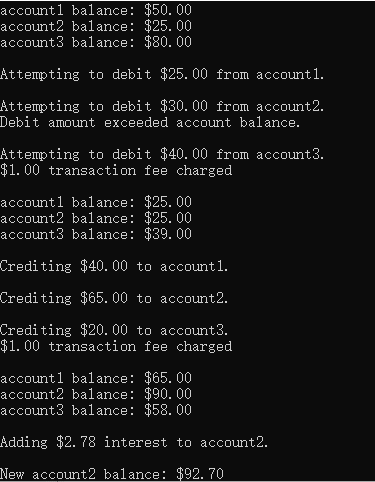 account1 balance: $50.00
account2 balance: $25.00
account3 balance: $80.00
Attempting to debit $25.00 from account1.
Attempting to debit $30.00 from account2.
Debit amount exceeded account balance.
Attempting to debit $40.00 from account3.
$1.00 transaction fee charged
account1 balance: $25.00
account2 balance: $25.00
account3 balance: $39.00
Crediting $40.00 to account1.
Crediting $65.00 to account2.
Crediting $20.00 to account3.
$1.00 transaction fee charged
account1 balance: $65.00
account2 balance: $90.00
account3 balance: $58.00
Adding $2.78 interest to account2.
New account2 balance: $92.70